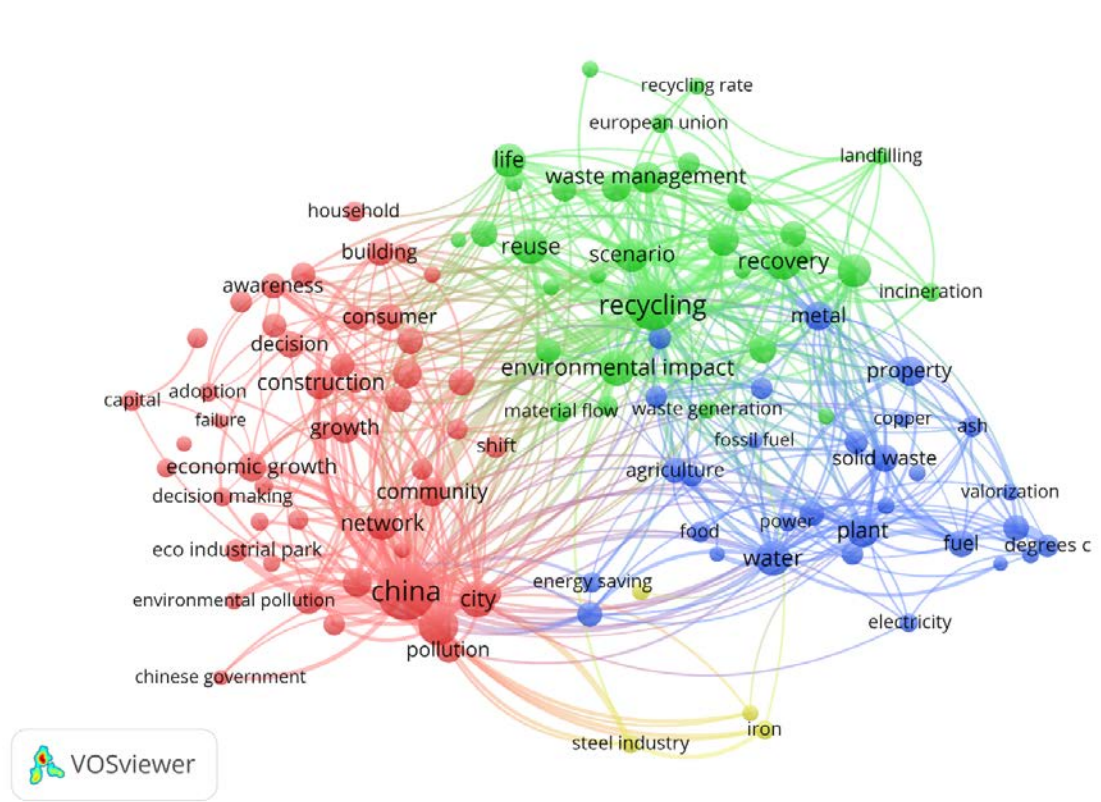 recycling rate
european union
landfilling
life
waste management
household
building
reuse
scenario
recovery
awareness
incineration
recycling
consumer
metal
decision
environmental impact
property
construction
adoption
capital
material flow
waste generation
failure
copper
growth
ash
fossil fuel
shift
solid waste
economic growth
agriculture
decision making
community
valorization
network
power
food
plant
eco industrial park
fuel
degrees c
water
energy saving
china
city
environmental pollution
electricity
pollution
chinese government
iron
steel industry
VOSviewer